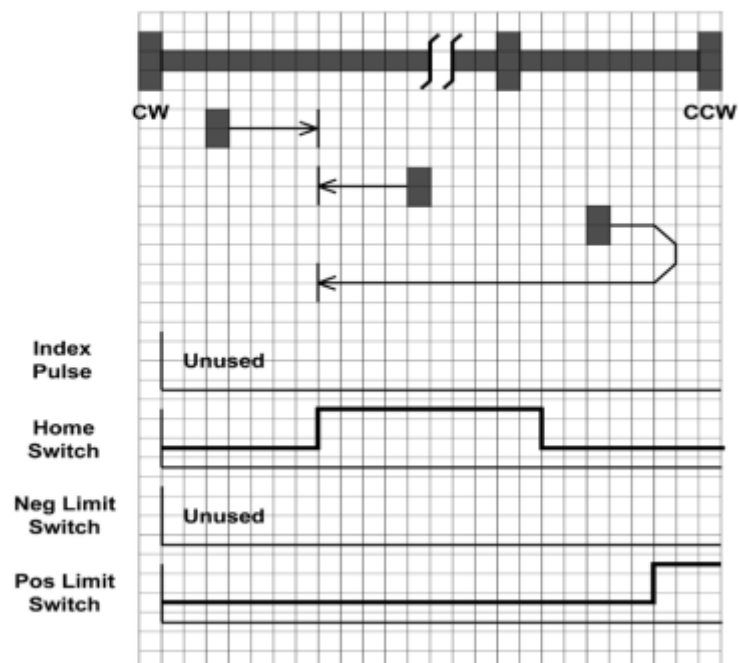 CW
CCW
Index
Pulse
Unused
Home
Switch
Neg Limit
Switch
Unused
Pos Limit
Switch